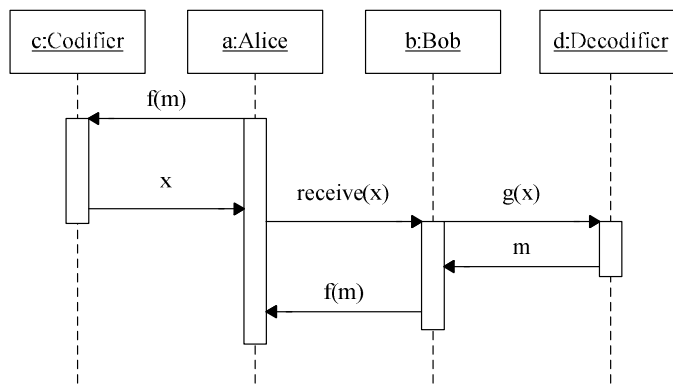 c:Codifier
a:Alice
b:Bob
d:Decodifier
f(m)
x
receive(x)
g(x)
m
f(m)